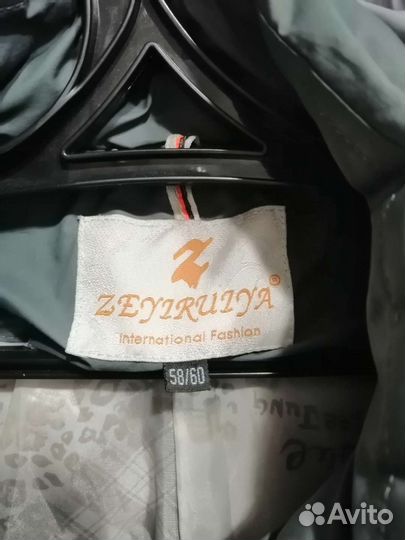 Z
ZEYIRUIYA®
International Fashion
58/60
Avito